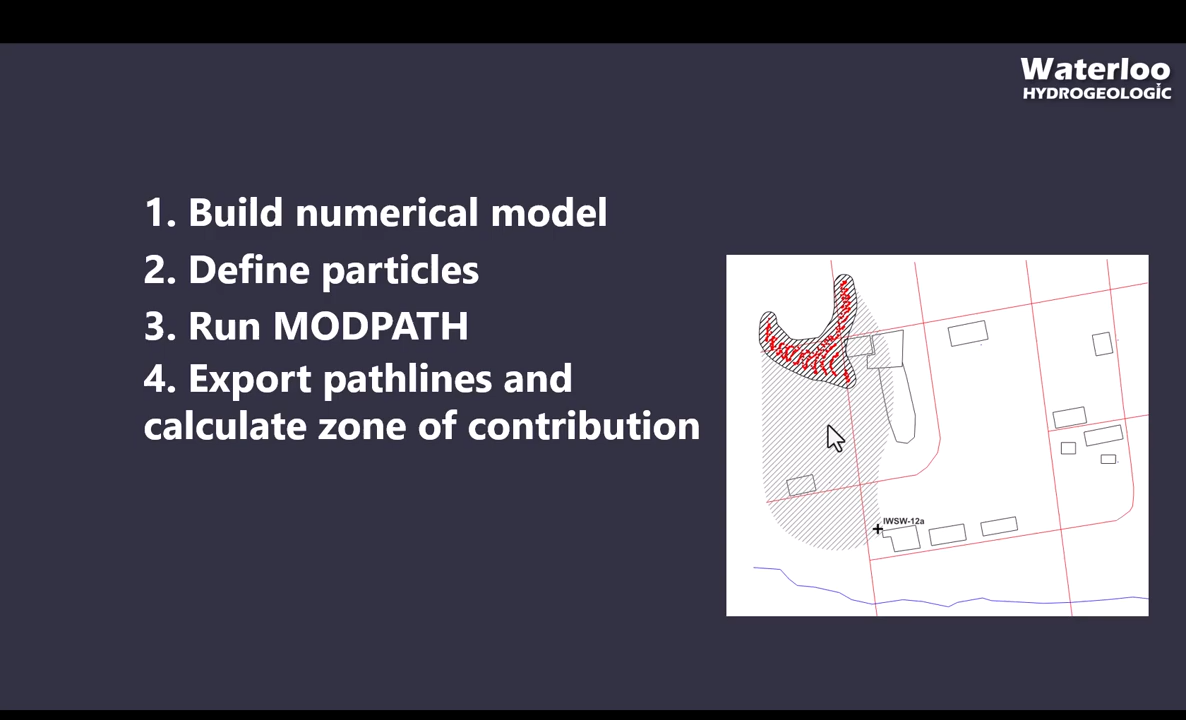 Waterloo
HYDROGEOLOGIC
1. Build numerical model
2. Define particles
3. Run MODPATH
4. Export pathlines and
calculate zone of contribution
IWSW-12a